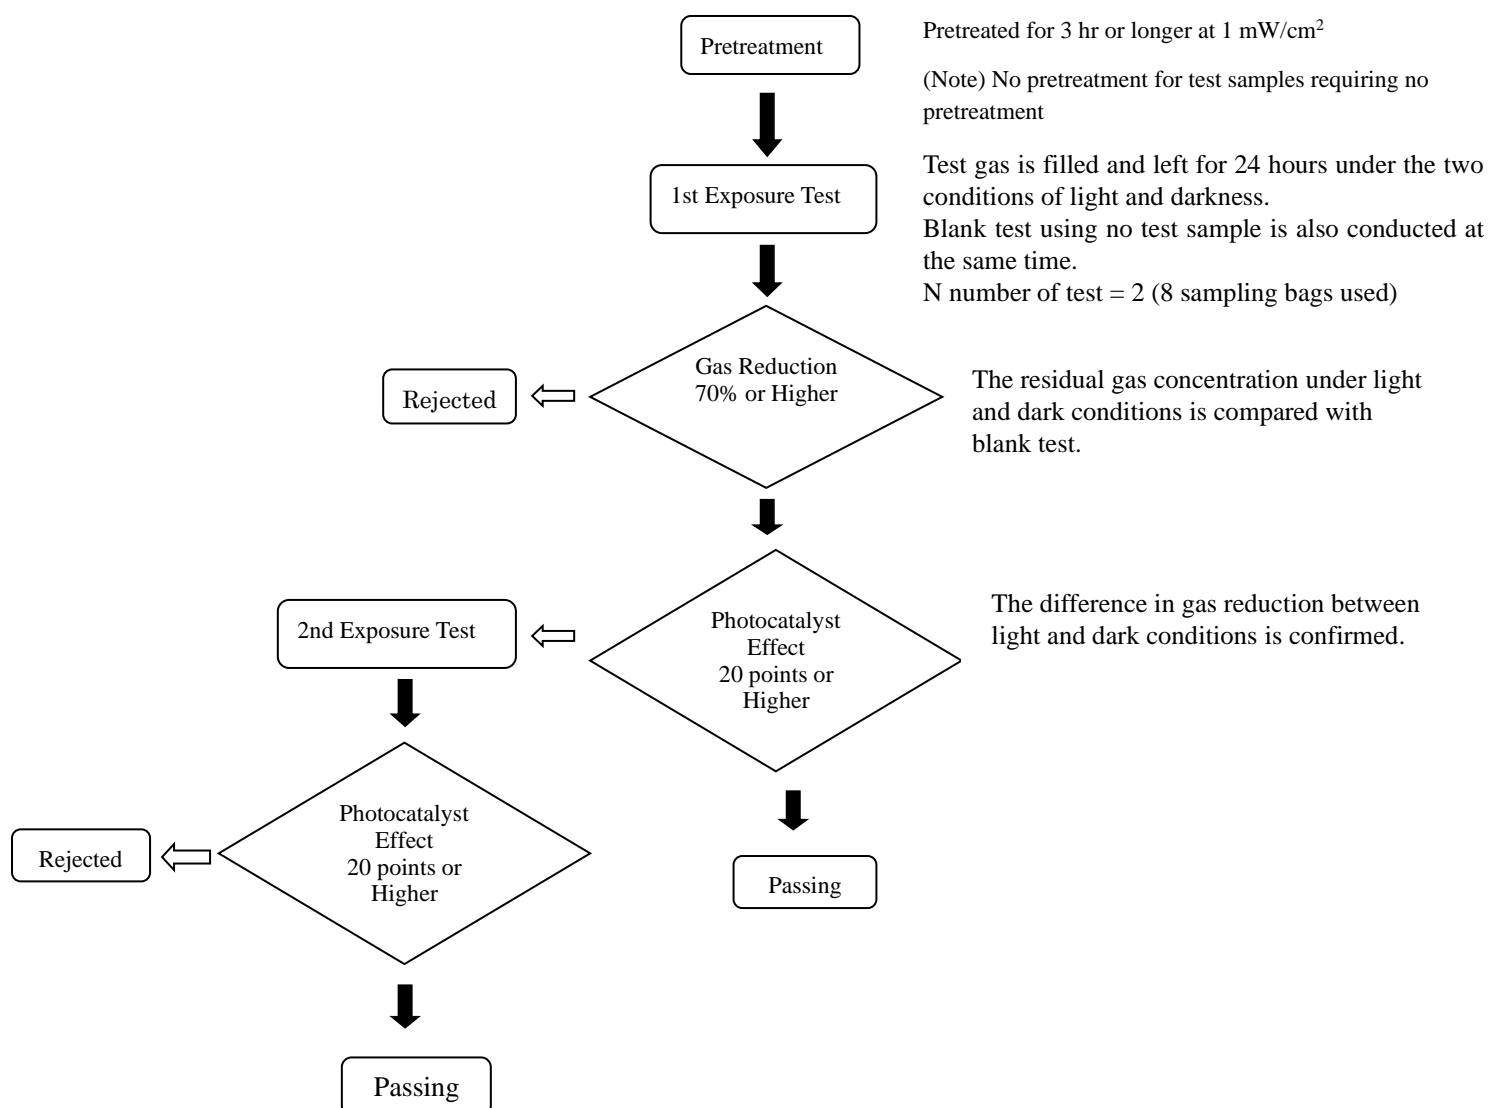 Pretreatment
Pretreated for 3 hr or longer at 1 mW/cm²
(Note) No pretreatment for test samples requiring no
pretreatment
1st Exposure Test
Test gas is filled and left for 24 hours under the two
conditions of light and darkness.
Blank test using no test sample is also conducted at
the same time.
N number of test = 2 (8 sampling bags used)
Gas Reduction
70% or Higher
Rejected
The residual gas concentration under light
and dark conditions is compared with
blank test.
Photocatalyst
Effect
20 points or
Higher
The difference in gas reduction between
light and dark conditions is confirmed.
2nd Exposure Test
Photocatalyst
Effect
20 points or
Higher
Rejected
Passing
Passing